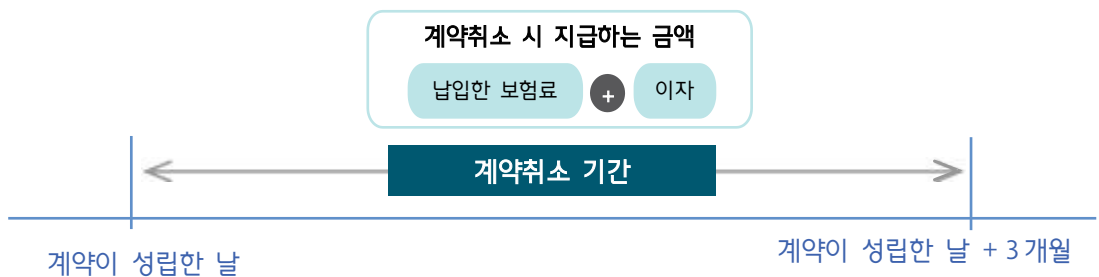 계약취소 시 지급하는 금액
납입한 보험료 + 이자
계약취소 기간
계약이 성립한 날
계약이 성립한 날 + 3개월